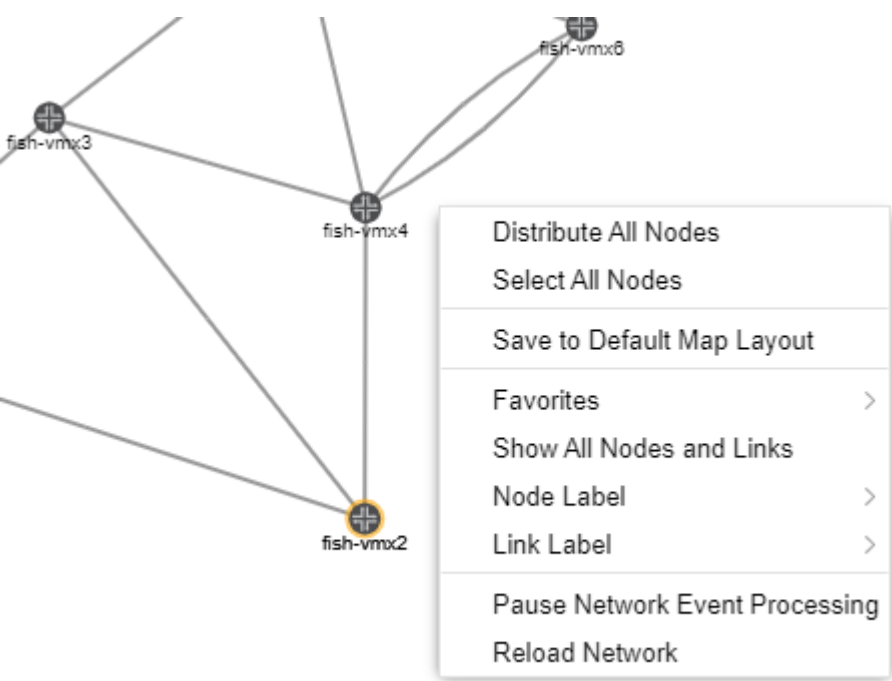 fish-vmx6
fish-vmx3
fish-vmx4
fish-vmx2
Distribute All Nodes
Select All Nodes
Save to Default Map Layout
Favorites
Show All Nodes and Links
Node Label
Link Label
Pause Network Event Processing
Reload Network